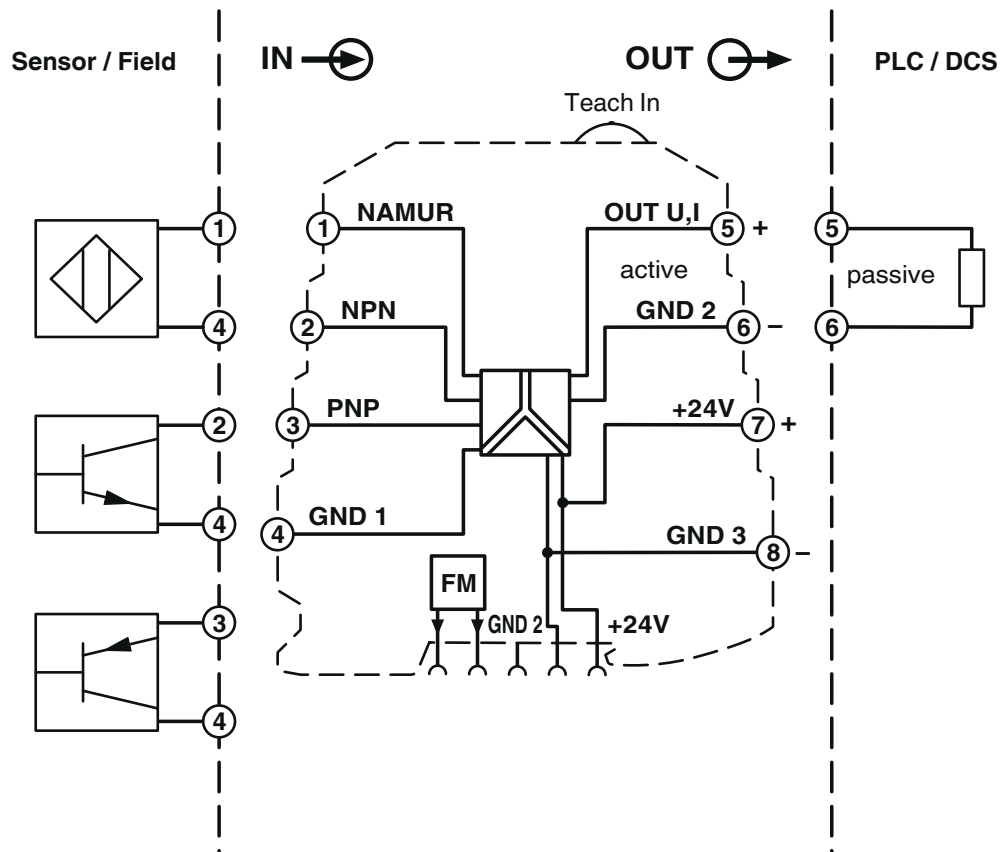 Sensor / Field
IN
OUT
PLC / DCS
Teach In
1
1
NAMUR
OUT U,I
5
+
5
active
passive
4
2
NPN
GND 2
6
–
6
2
3
PNP
+24V
7
+
4
4
GND 1
GND 3
8
–
FM
3
GND 2
+24V
4